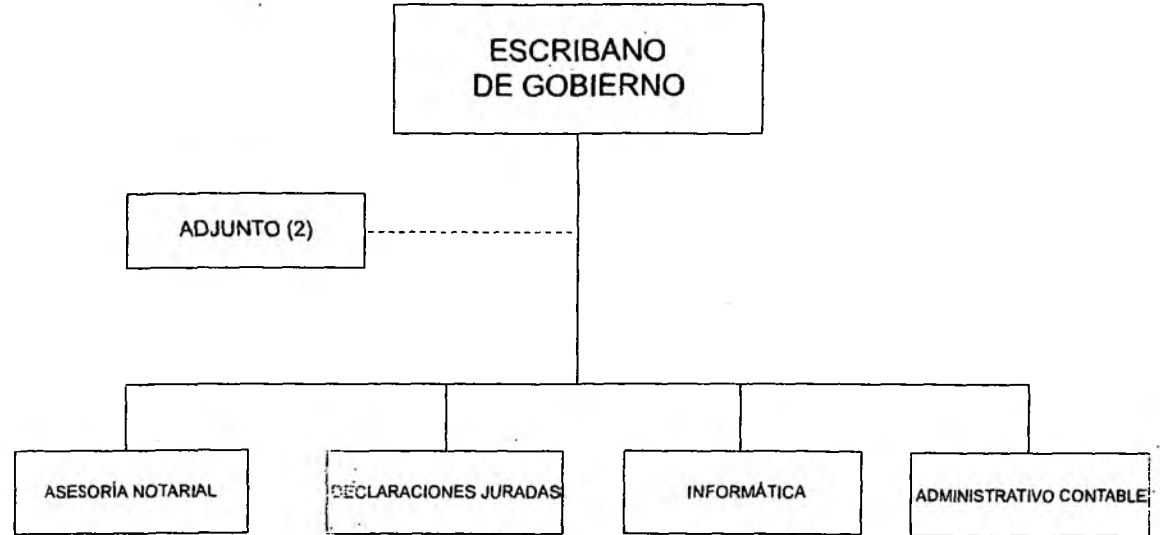 ESCRIBANO
DE GOBIERNO
ADJUNTO (2)
ASESORÍA NOTARIAL
DECLARACIONES JURADAS
INFORMÁTICA
ADMINISTRATIVO CONTABLE